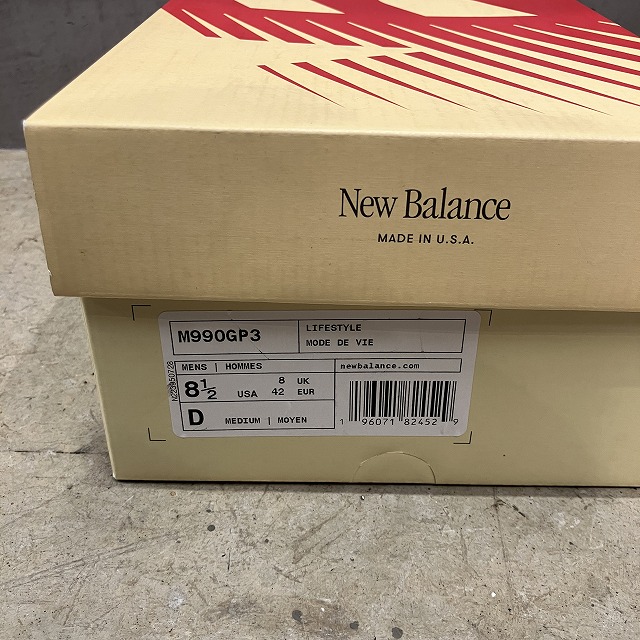 New Balance
MADE IN U.S.A.
M990GP3
LIFESTYLE
MODE DE VIE
MENS | HOMMES
newbalance.com
8½ USA
8 UK
42 EUR
D MEDIUM | MOYEN
1 96071 82452 9